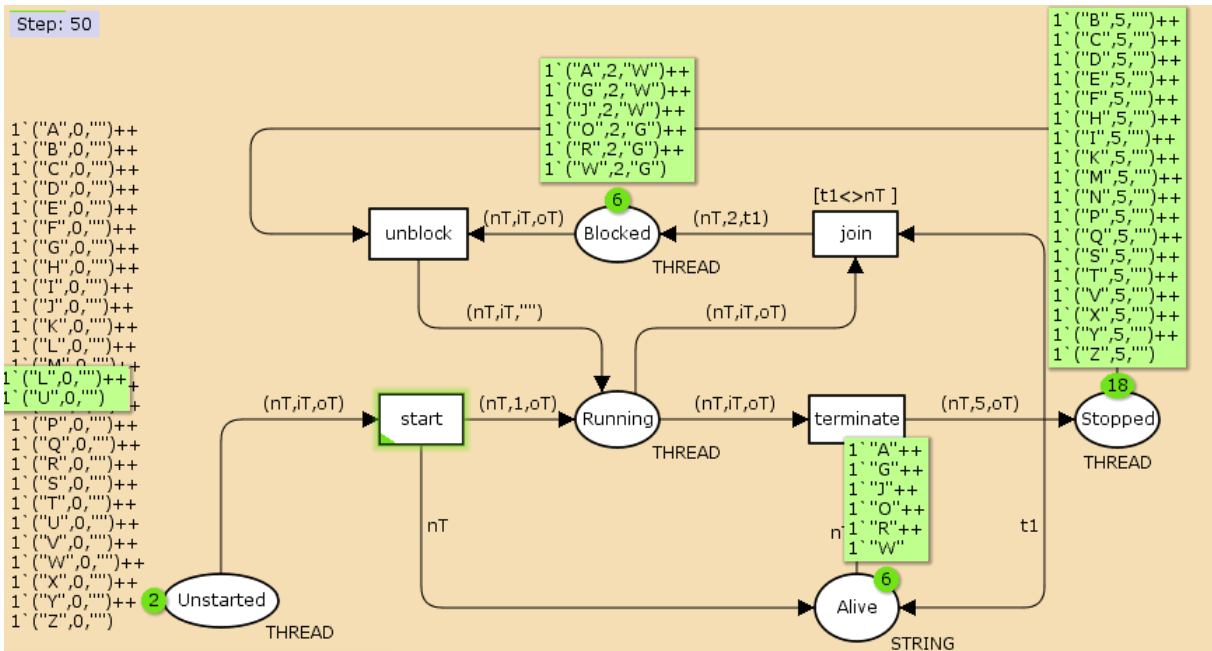 Step: 50
1`("A",0,"")++
1`("B",0,"")++
1`("C",0,"")++
1`("D",0,"")++
1`("E",0,"")++
1`("F",0,"")++
1`("G",0,"")++
1`("H",0,"")++
1`("I",0,"")++
1`("J",0,"")++
1`("K",0,"")++
1`("L",0,"")++
1`("L",0,"")++
1`("U",0,"")
1`("P",0,"")++
1`("Q",0,"")++
1`("R",0,"")++
1`("S",0,"")++
1`("T",0,"")++
1`("U",0,"")++
1`("V",0,"")++
1`("W",0,"")++
1`("X",0,"")++
1`("Y",0,"")++
1`("Z",0,"")
2
Unstarted
THREAD
1`("A",2,"W")++
1`("G",2,"W")++
1`("J",2,"W")++
1`("O",2,"G")++
1`("R",2,"G")++
1`("W",2,"G")
6
unblock
(nT,iT,oT)
Blocked
THREAD
(nT,2,t1)
[t1<>nT ]
join
(nT,iT,"")
(nT,iT,oT)
(nT,iT,oT)
start
(nT,1,oT)
Running
THREAD
(nT,iT,oT)
terminate
(nT,5,oT)
1`("B",5,"")++
1`("C",5,"")++
1`("D",5,"")++
1`("E",5,"")++
1`("F",5,"")++
1`("H",5,"")++
1`("I",5,"")++
1`("K",5,"")++
1`("M",5,"")++
1`("N",5,"")++
1`("P",5,"")++
1`("Q",5,"")++
1`("S",5,"")++
1`("T",5,"")++
1`("V",5,"")++
1`("X",5,"")++
1`("Y",5,"")++
1`("Z",5,"")
18
Stopped
THREAD
nT
1`"A"++
1`"G"++
1`"J"++
1`"O"++
1`"R"++
1`"W"
t1
6
Alive
STRING